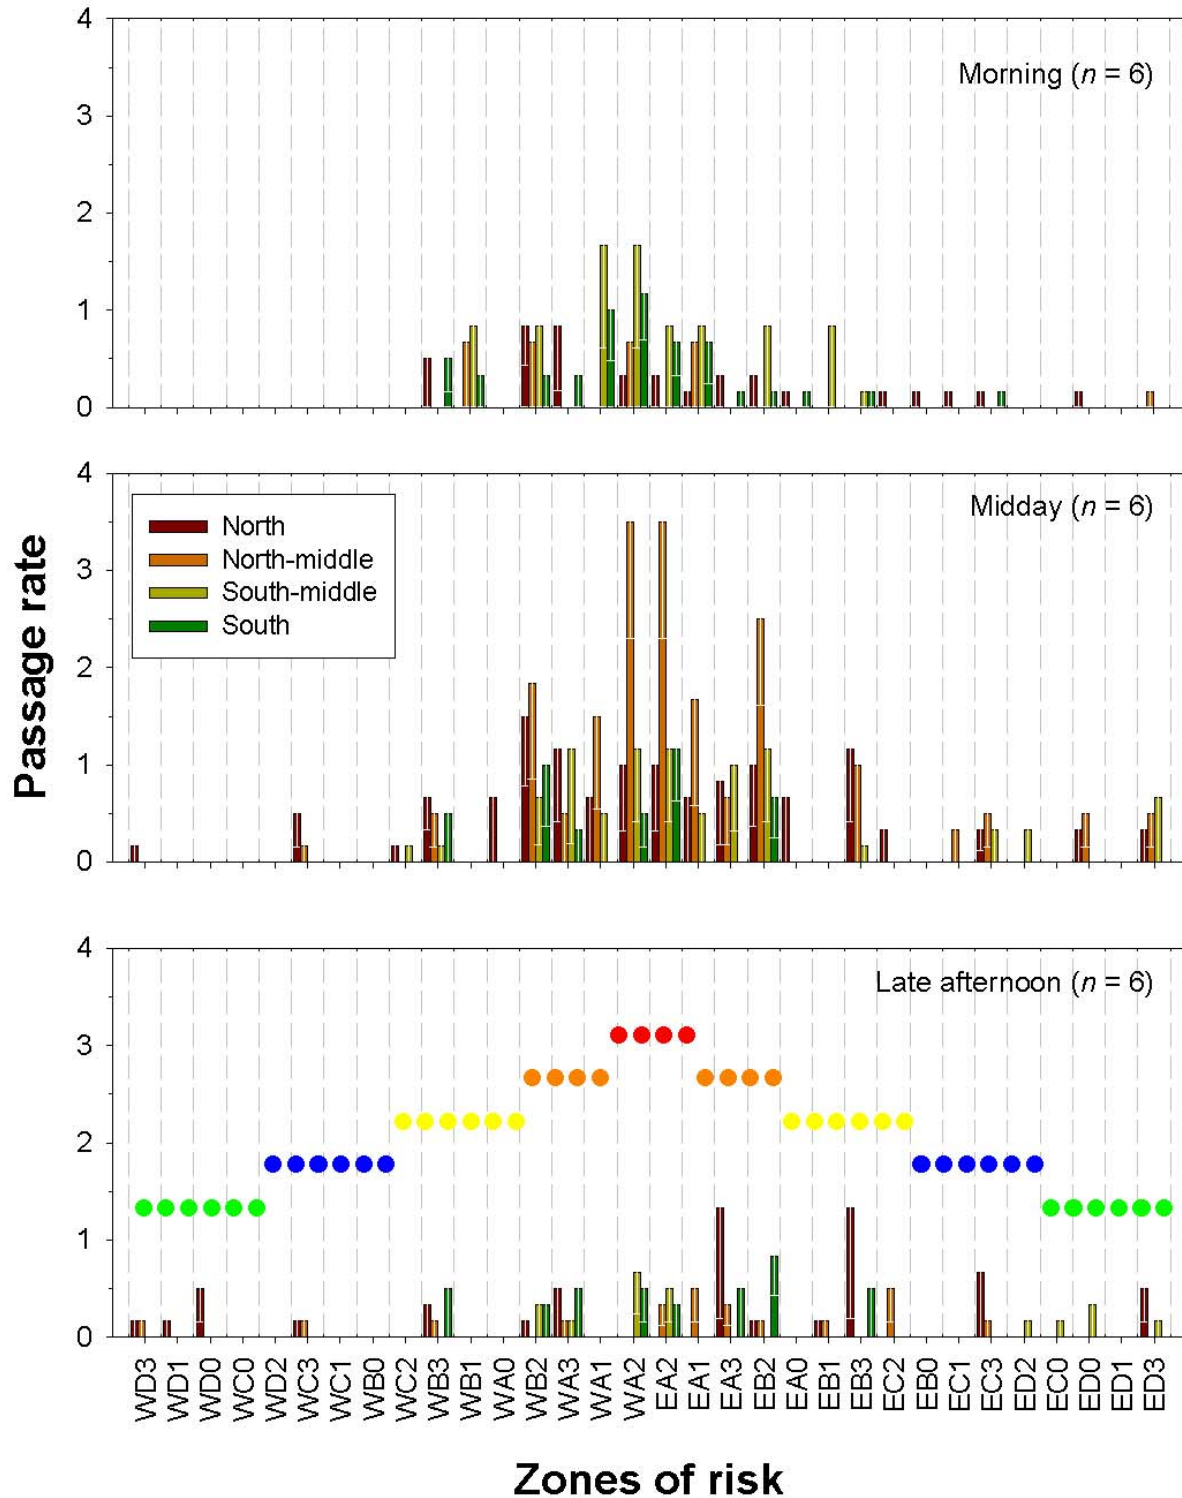 4
Morning (n = 6)
3
2
1
0
4
Midday (n = 6)
North
3
North-middle
South-middle
South
2
1
0
Passage rate
4
Late afternoon (n = 6)
3
2
1
0
WD3 WD1 WD0 WC0 WD2 WC3 WC1 WB0 WC2 WB3 WB1 WA0 WB2 WA3 WA1 WA2 EA2 EA1 EA3 EB2 EA0 EB1 EB3 EC2 EB0 EC1 EC3 ED2 EC0 ED0 ED1 ED3
Zones of risk